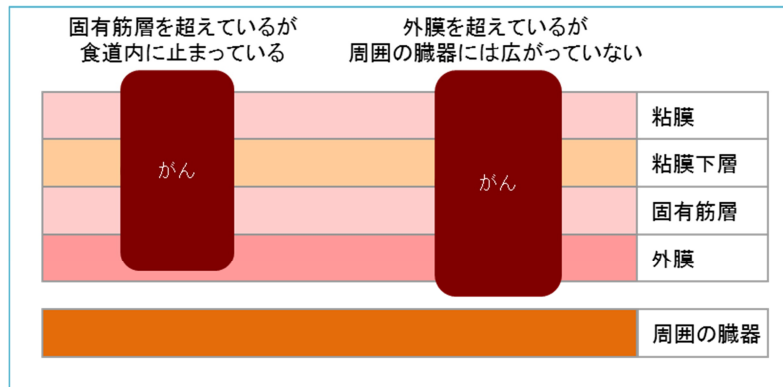 固有筋層を超えているが
食道内に止まっている
外膜を超えているが
周囲の臓器には広がっていない
がん
がん
粘膜
粘膜下層
固有筋層
外膜
周囲の臓器